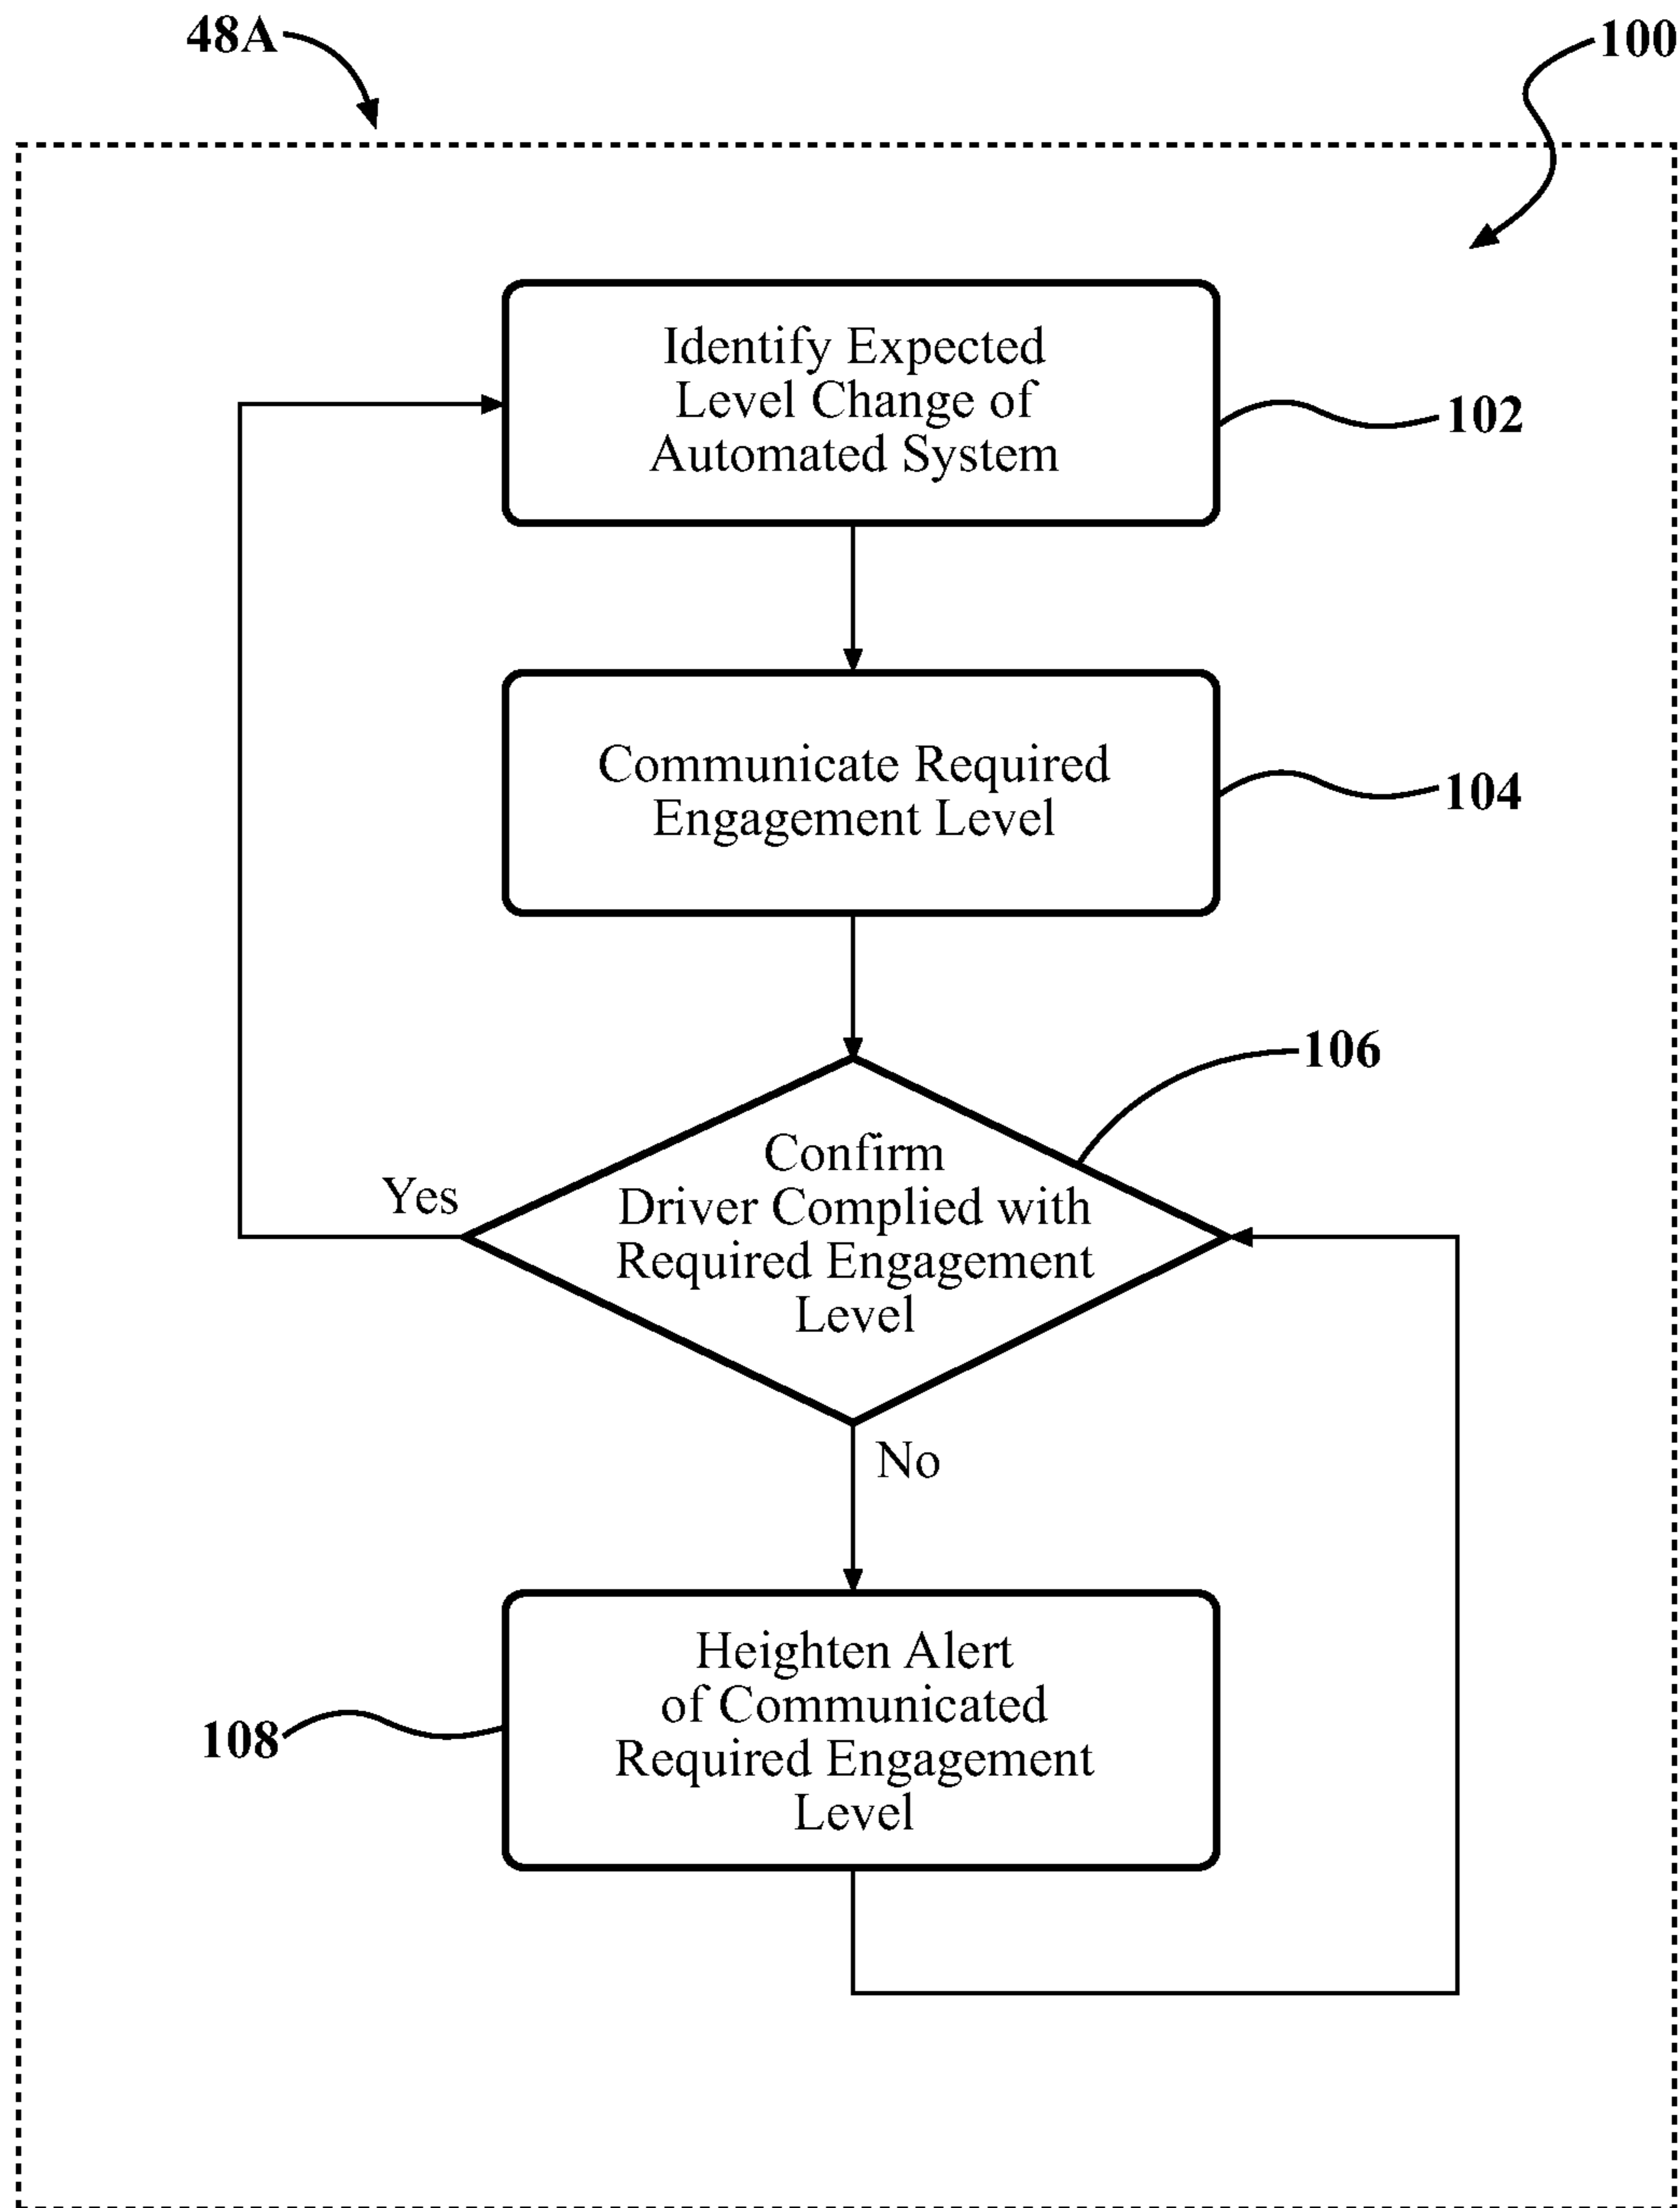 48A
100
Identify Expected
Level Change of
Automated System
102
Communicate Required
Engagement Level
104
106
Confirm
Driver Complied with
Required Engagement
Level
Yes
No
Heighten Alert
of Communicated
Required Engagement
Level
108